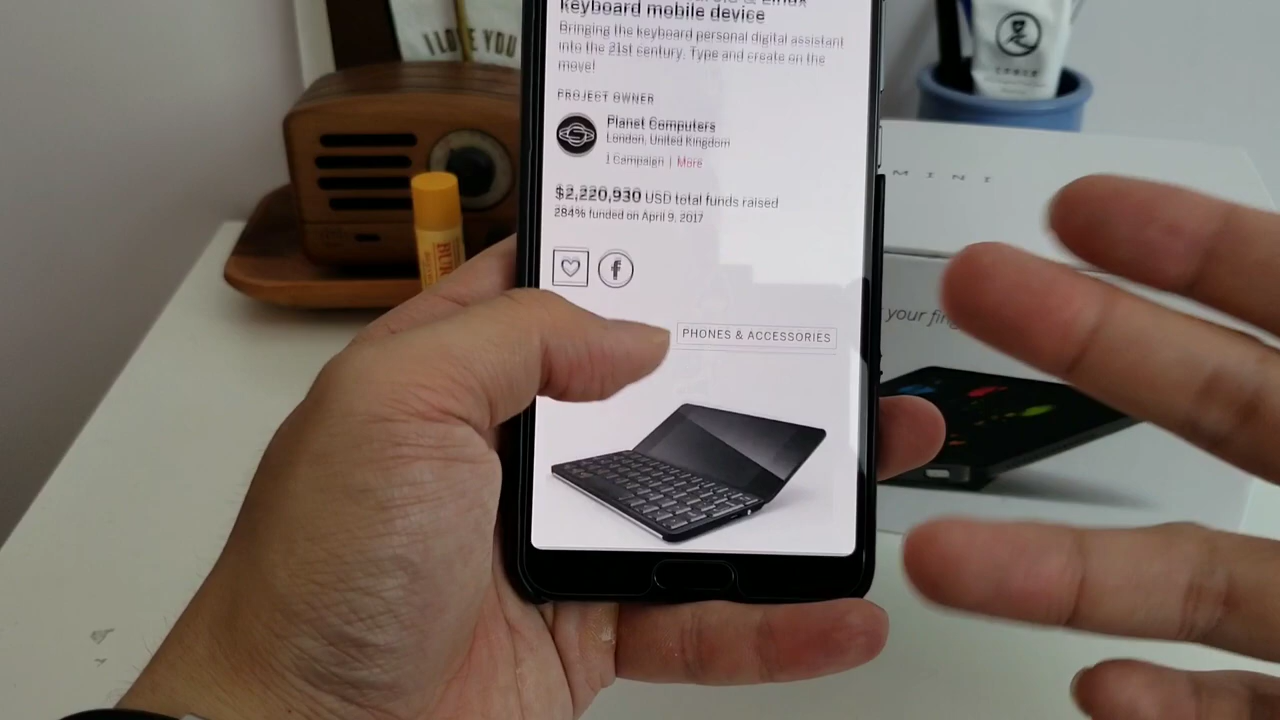 I LOVE YOU
keyboard mobile device
Bringing the keyboard personal digital assistant
into the 21st century. Type and create on the
move!
PROJECT OWNER
Planet Computers
London, United Kingdom
1 Campaign | More
$2,220,930 USD total funds raised
284% funded on April 9, 2017
f
PHONES & ACCESSORIES
MINI
your